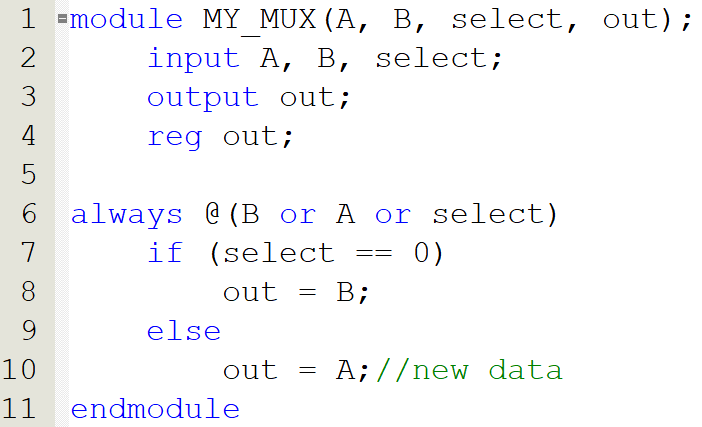 1 module MY_MUX(A, B, select, out);
2 input A, B, select;
3 output out;
4 reg out;
5
6 always @(B or A or select)
7 if (select == 0)
8 out = B;
9 else
10 out = A;//new data
11 endmodule